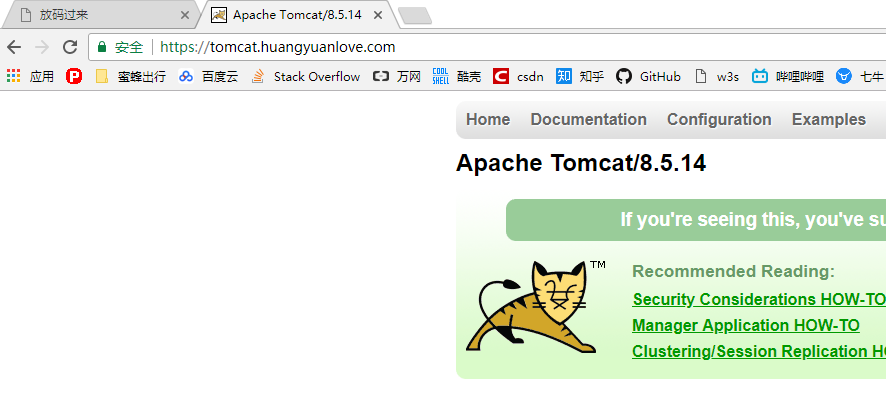 放码过来
Apache Tomcat/8.5.14
安全 https://tomcat.huangyuanlove.com
应用 蜜蜂出行 百度云 Stack Overflow 万网 COOL SHELL 酷壳 csdn 知 知乎 GitHub w3s 哔哩哔哩 七牛
Home Documentation Configuration Examples
Apache Tomcat/8.5.14
If you're seeing this, you've su
TM
Recommended Reading:
Security Considerations HOW-TO
Manager Application HOW-TO
Clustering/Session Replication HO